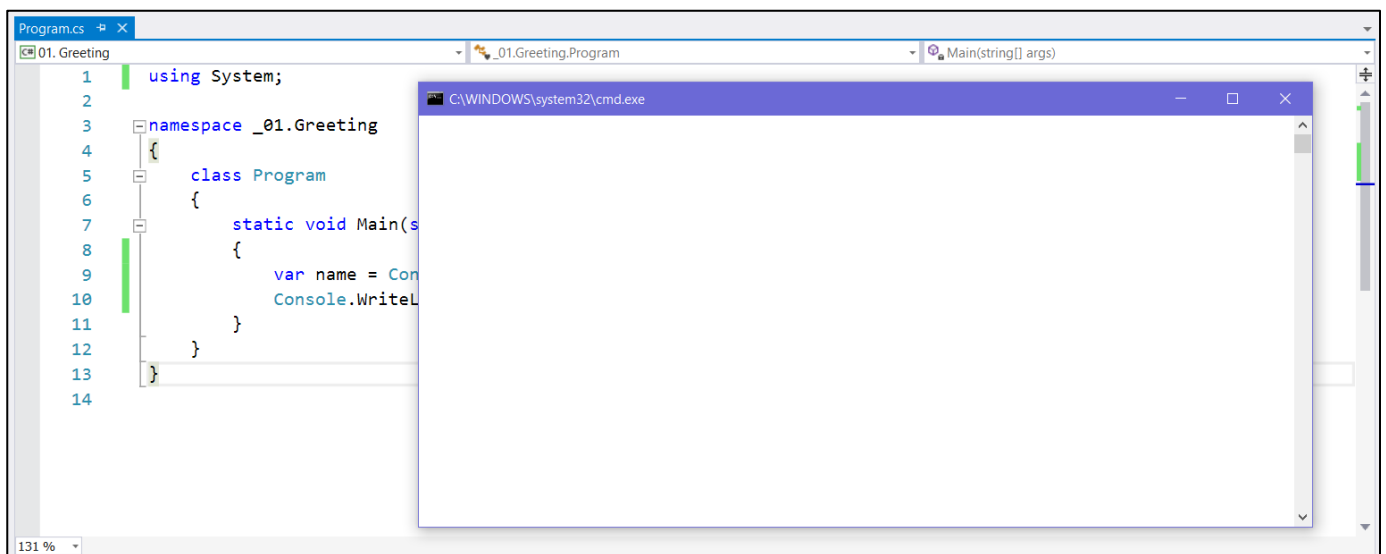 Program.cs
C# 01. Greeting
_01.Greeting.Program
Main(string[] args)
1 using System;
2
3 namespace _01.Greeting
4 {
5 class Program
6 {
7 static void Main(s
8 {
9 var name = Con
10 Console.WriteL
11 }
12 }
13 }
14
C:\WINDOWS\system32\cmd.exe
131 %